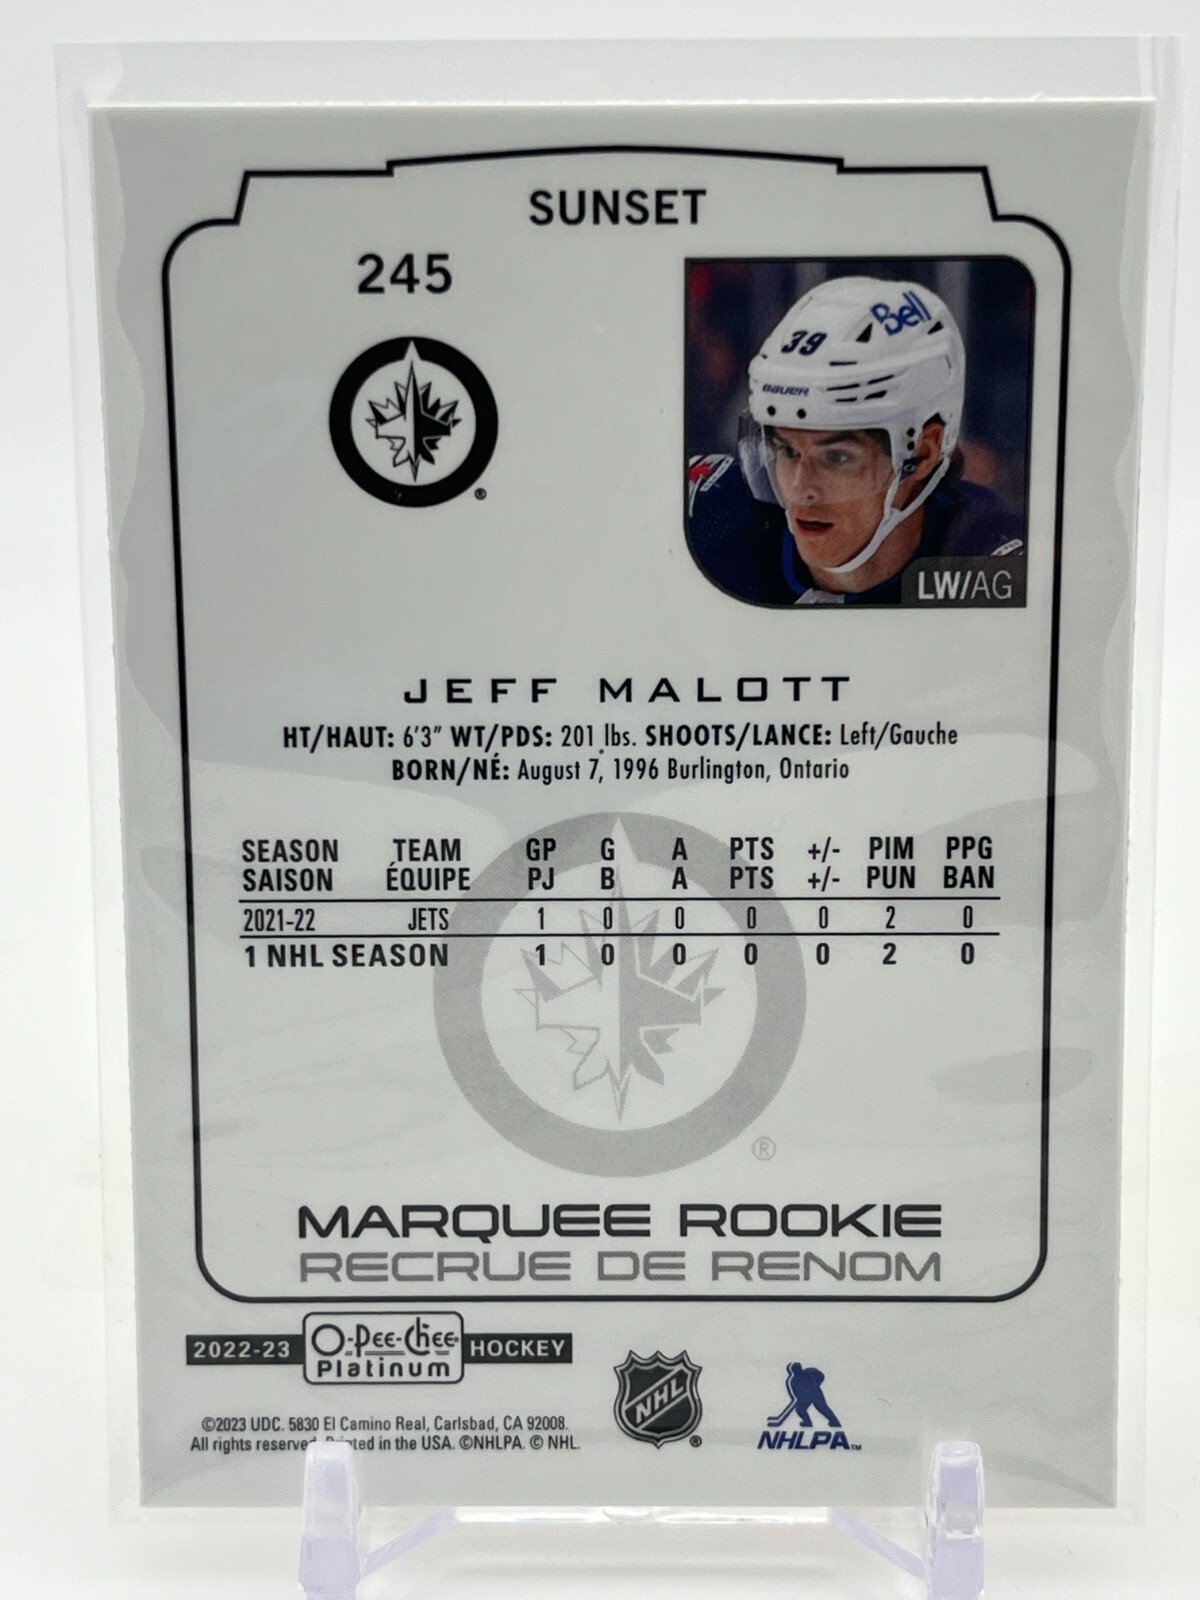 SUNSET
245
39
Bell
BAUER
®
LW/AG
JEFF MALOTT
HT/HAUT: 6'3" WT/PDS: 201 lbs. SHOOTS/LANCE: Left/Gauche
BORN/NÉ: August 7, 1996 Burlington, Ontario
SEASON TEAM GP G A PTS +/- PIM PPG
SAISON ÉQUIPE PJ B A PTS +/- PUN BAN
2021-22 JETS 1 0 0 0 0 2 0
1 NHL SEASON 1 0 0 0 0 2 0
®
MARQUEE ROOKIE
RECRUE DE RENOM
2022-23 O-Pee-Chee Platinum HOCKEY
©2023 UDC. 5830 El Camino Real, Carlsbad, CA 92008.
All rights reserved. Printed in the USA. ©NHLPA. © NHL.
NHL ®
NHLPA™